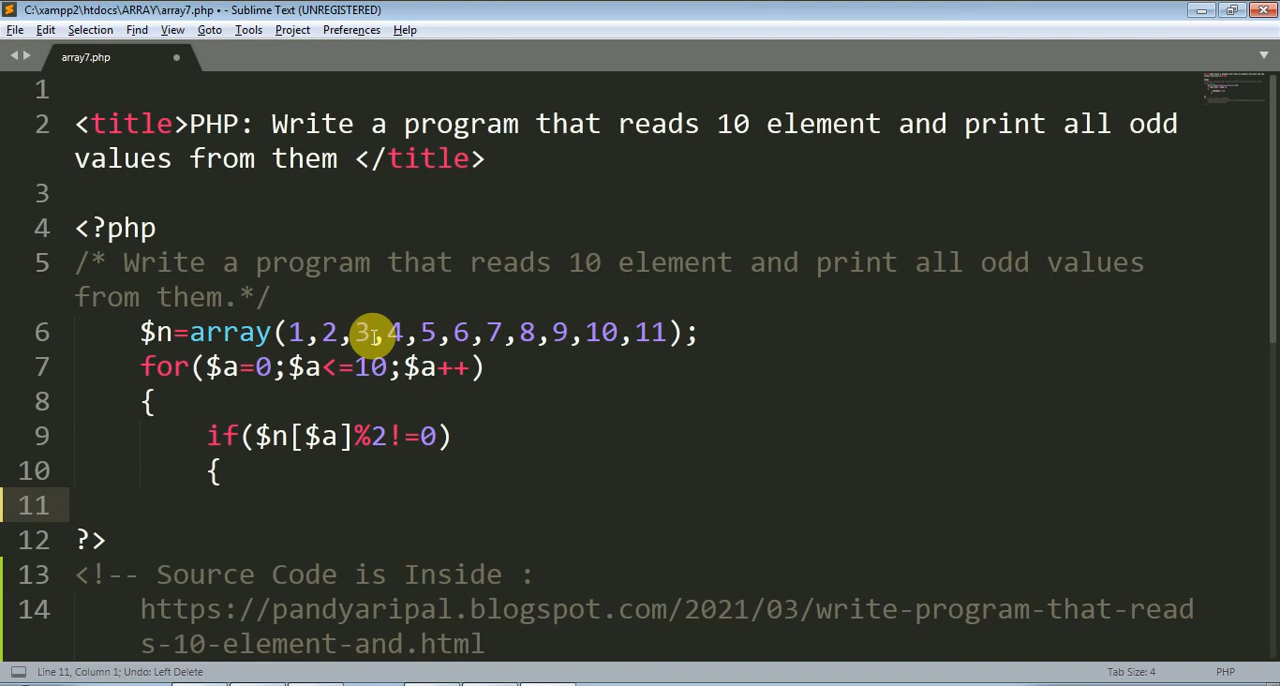 C:\xampp2\htdocs\ARRAY\array7.php • - Sublime Text (UNREGISTERED)
File Edit Selection Find View Goto Tools Project Preferences Help
array7.php
1
2 <title>PHP: Write a program that reads 10 element and print all odd
values from them </title>
3
4 <?php
5 /* Write a program that reads 10 element and print all odd values
from them.*/
6 $n=array(1,2,3,4,5,6,7,8,9,10,11);
7 for($a=0;$a<=10;$a++)
8 {
9 if($n[$a]%2!=0)
10 {
11
12 ?>
13 <!-- Source Code is Inside :
14 https://pandyaripal.blogspot.com/2021/03/write-program-that-read
s-10-element-and.html
Line 11, Column 1; Undo: Left Delete
Tab Size: 4
PHP